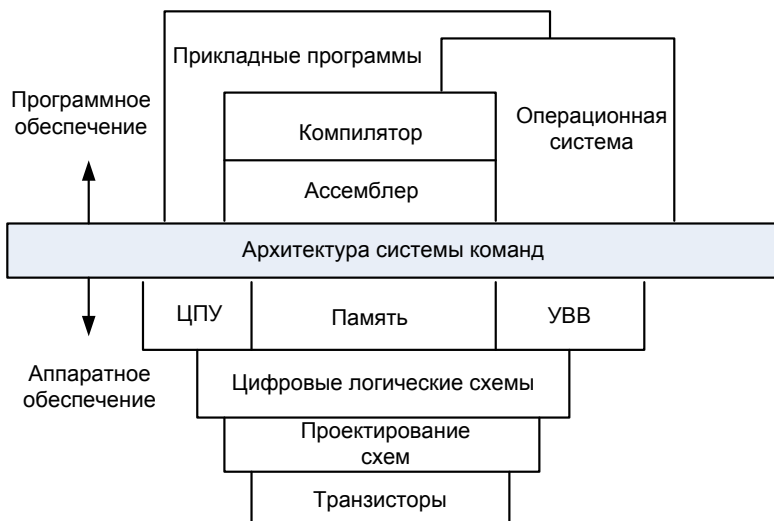 Прикладные программы
Программное
обеспечение
Операционная
система
Компилятор
Ассемблер
Архитектура системы команд
ЦПУ
Память
УВВ
Аппаратное
обеспечение
Цифровые логические схемы
Проектирование
схем
Транзисторы